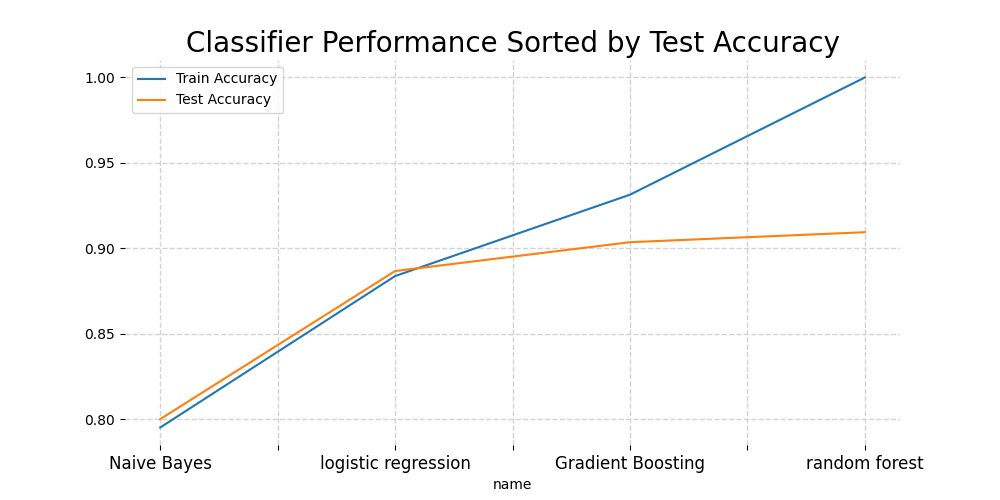 Classifier Performance Sorted by Test Accuracy
Train Accuracy
Test Accuracy
1.00
0.95
0.90
0.85
0.80
Naive Bayes logistic regression Gradient Boosting random forest
name